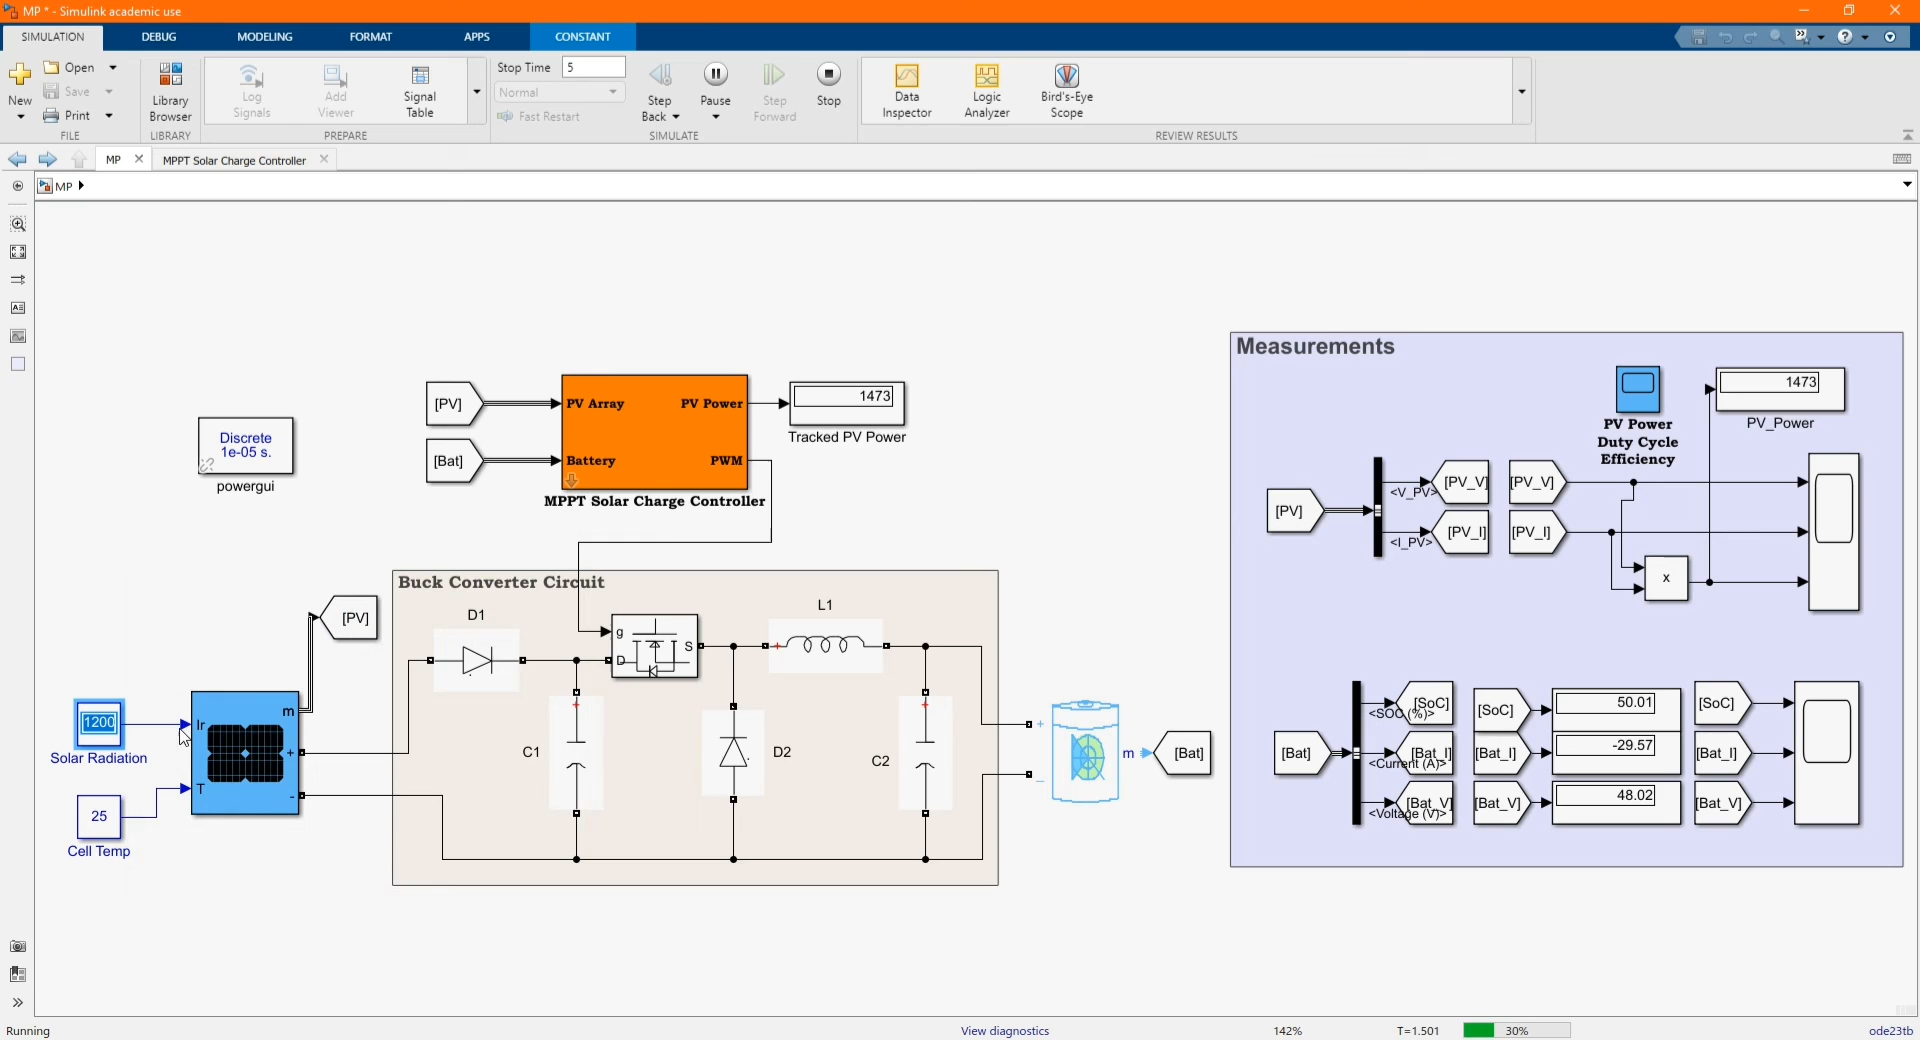 MP * - Simulink academic use
SIMULATION DEBUG MODELING FORMAT APPS CONSTANT
New
Open
Save
Print
FILE
Library
Browser
LIBRARY
Log
Signals
Add
Viewer
Signal
Table
PREPARE
Stop Time 5
Normal
Fast Restart
Step
Back
Pause
Step
Forward
Stop
SIMULATE
Data
Inspector
Logic
Analyzer
Bird's-Eye
Scope
REVIEW RESULTS
MP MPPT Solar Charge Controller
MP
Discrete
1e-05 s.
powergui
[PV]
[Bat]
PV Array PV Power
Battery PWM
MPPT Solar Charge Controller
1473
Tracked PV Power
Buck Converter Circuit
[PV]
D1
L1
g
D
S
C1
D2
C2
1200
Solar Radiation
25
Cell Temp
Ir
T
m
+
-
+
_
m
[Bat]
Measurements
PV Power
Duty Cycle
Efficiency
1473
PV_Power
[PV]
<V_PV>
<I_PV>
[PV_V]
[PV_I]
[PV_V]
[PV_I]
x
[Bat]
[SoC]
<SOC (%)>
[Bat_I]
<Current (A)>
[Bat_V]
<Voltage (V)>
[SoC]
[Bat_I]
[Bat_V]
50.01
-29.57
48.02
[SoC]
[Bat_I]
[Bat_V]
Running
View diagnostics
142%
T=1.501
30%
ode23tb